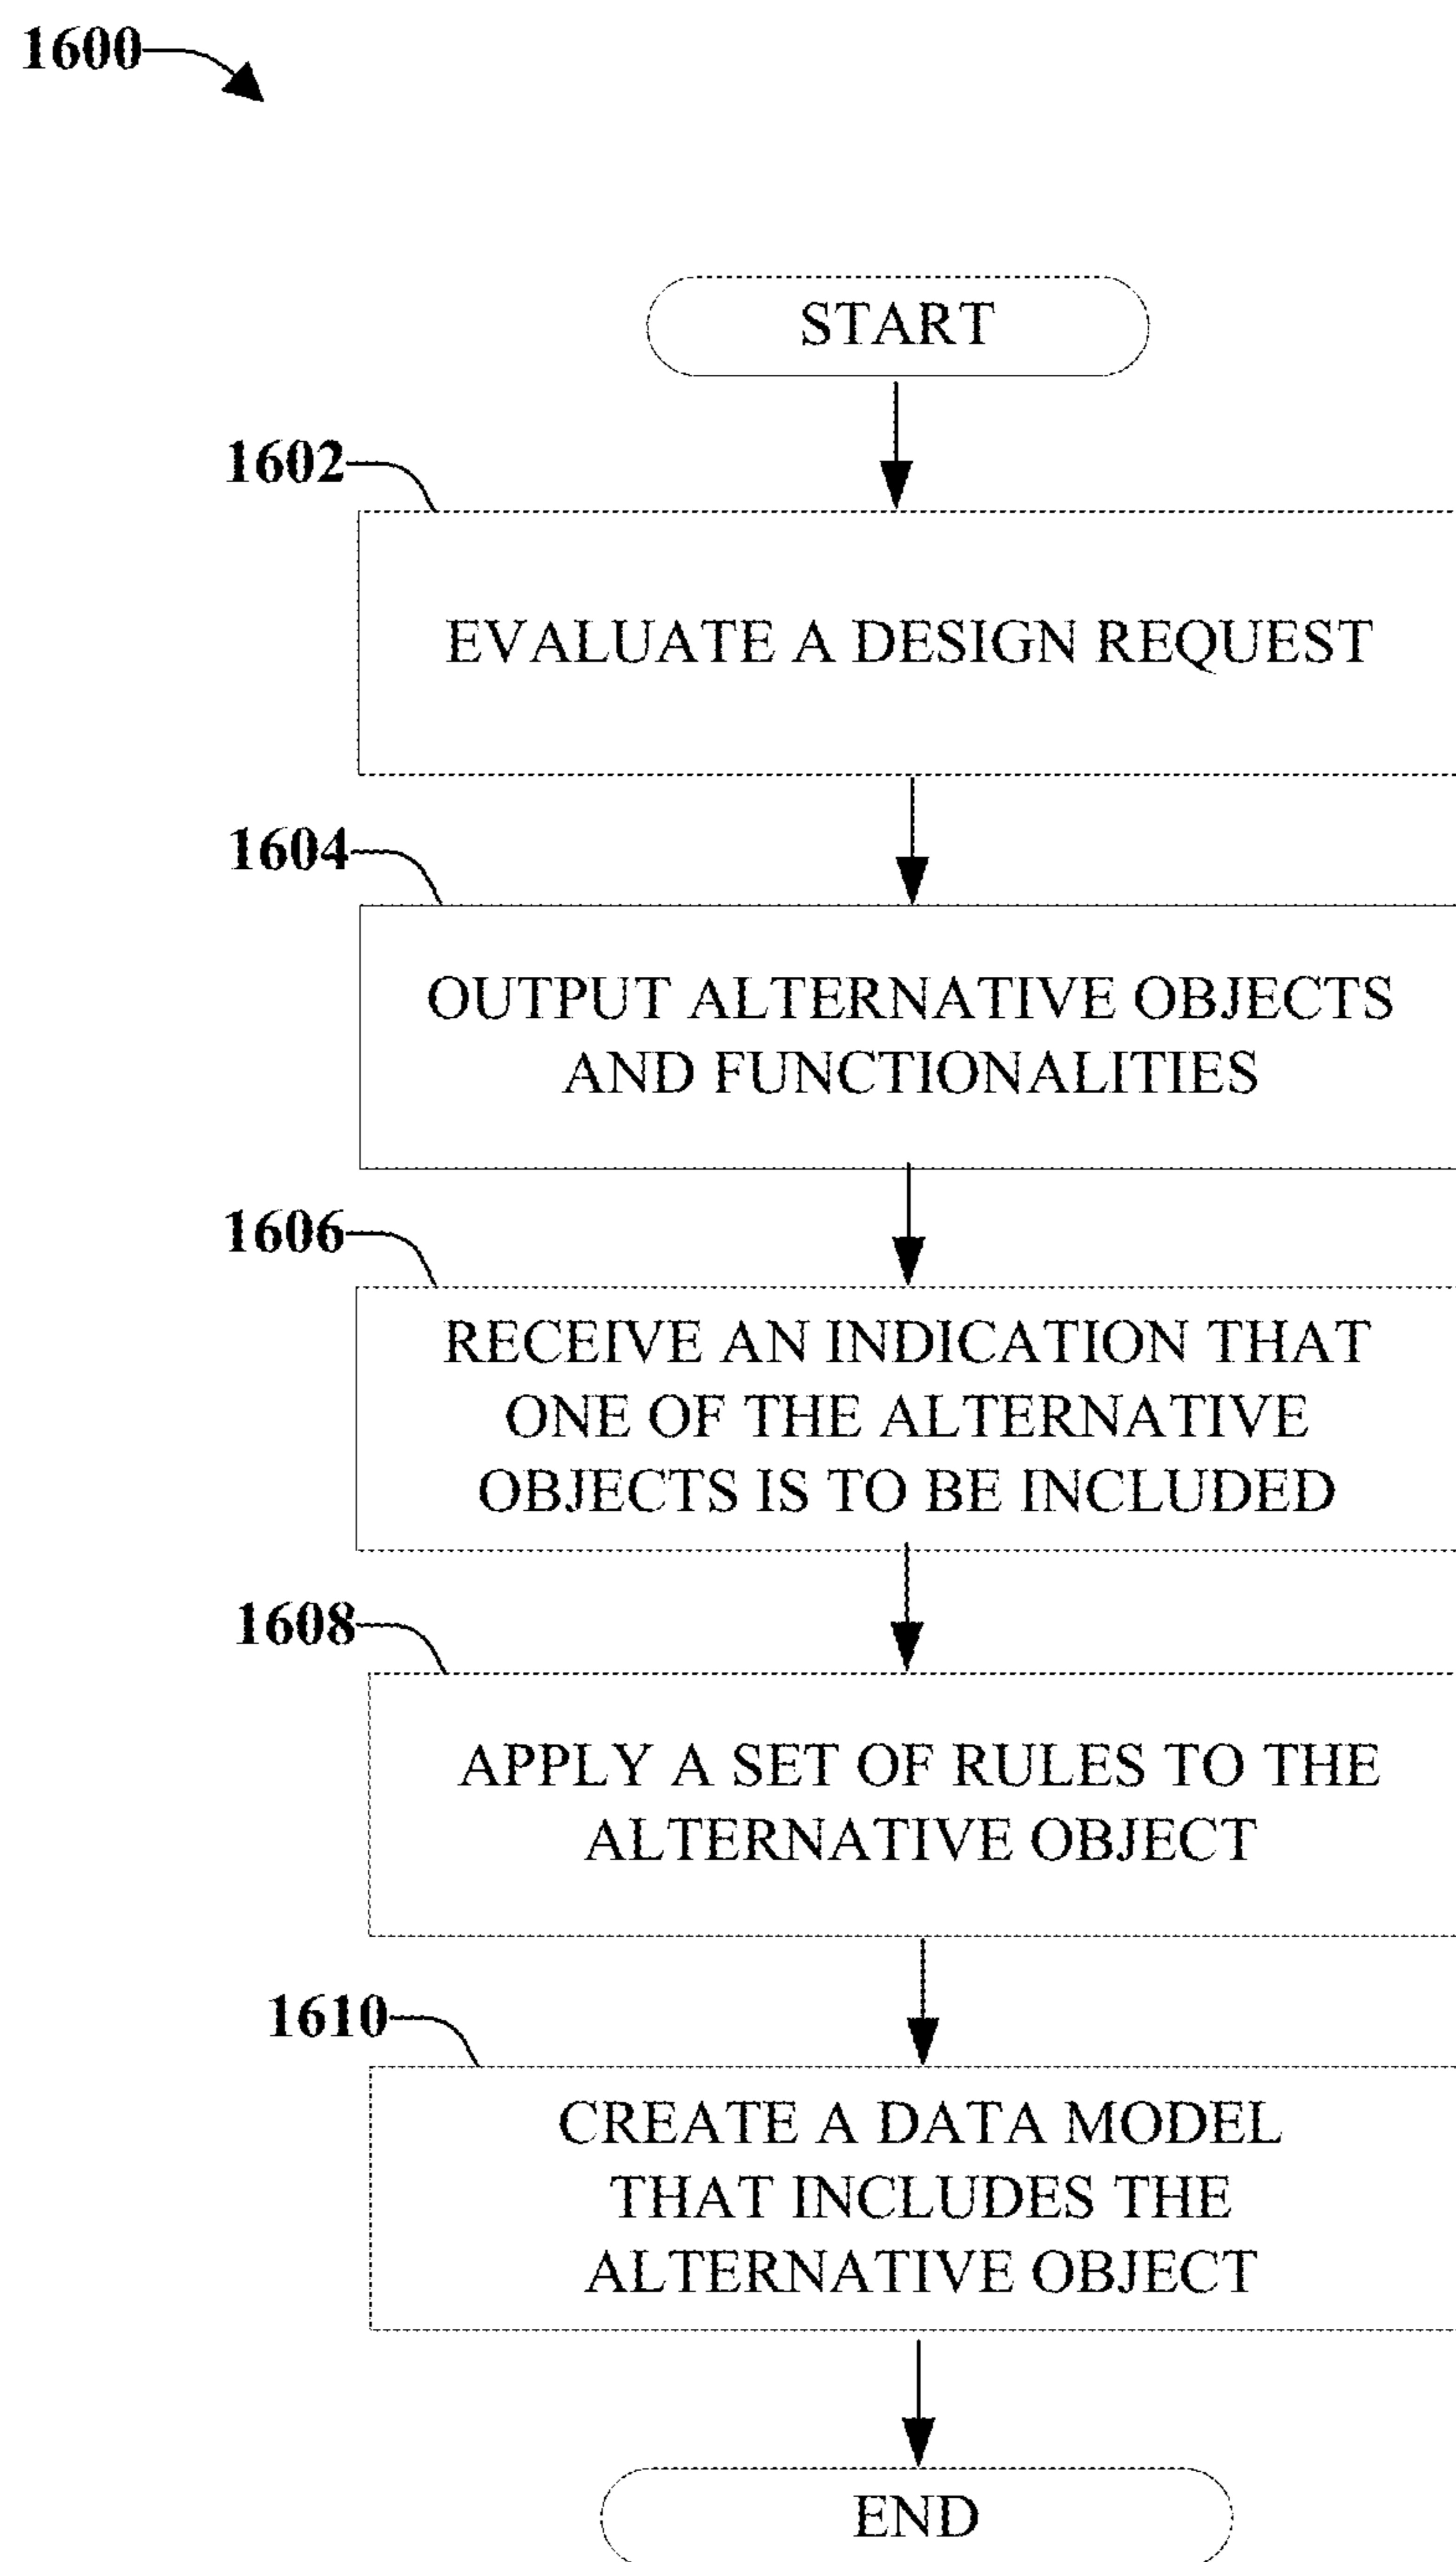 1600
START
1602
EVALUATE A DESIGN REQUEST
1604
OUTPUT ALTERNATIVE OBJECTS
AND FUNCTIONALITIES
1606
RECEIVE AN INDICATION THAT
ONE OF THE ALTERNATIVE
OBJECTS IS TO BE INCLUDED
1608
APPLY A SET OF RULES TO THE
ALTERNATIVE OBJECT
1610
CREATE A DATA MODEL
THAT INCLUDES THE
ALTERNATIVE OBJECT
END